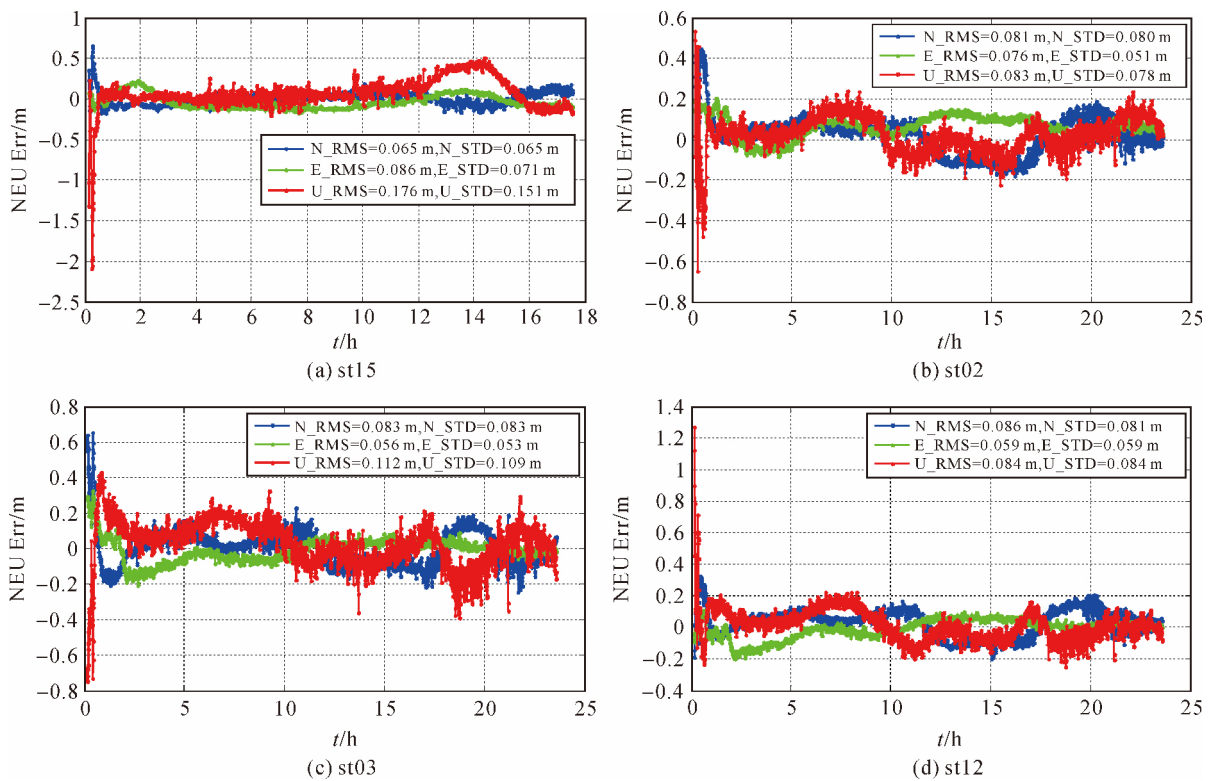 1
0.5
0
−0.5
−1
−1.5
−2
−2.5
NEU Err/m
N_RMS=0.065 m,N_STD=0.065 m
E_RMS=0.086 m,E_STD=0.071 m
U_RMS=0.176 m,U_STD=0.151 m
0 2 4 6 8 10 12 14 16 18
t/h
(a) st15
0.6
0.4
0.2
0
−0.2
−0.4
−0.6
−0.8
NEU Err/m
N_RMS=0.081 m,N_STD=0.080 m
E_RMS=0.076 m,E_STD=0.051 m
U_RMS=0.083 m,U_STD=0.078 m
0 5 10 15 20 25
t/h
(b) st02
0.8
0.6
0.4
0.2
0
−0.2
−0.4
−0.6
−0.8
NEU Err/m
N_RMS=0.083 m,N_STD=0.083 m
E_RMS=0.056 m,E_STD=0.053 m
U_RMS=0.112 m,U_STD=0.109 m
0 5 10 15 20 25
t/h
(c) st03
1.4
1.2
1
0.8
0.6
0.4
0.2
0
−0.2
−0.4
NEU Err/m
N_RMS=0.086 m,N_STD=0.081 m
E_RMS=0.059 m,E_STD=0.059 m
U_RMS=0.084 m,U_STD=0.084 m
0 5 10 15 20 25
t/h
(d) st12